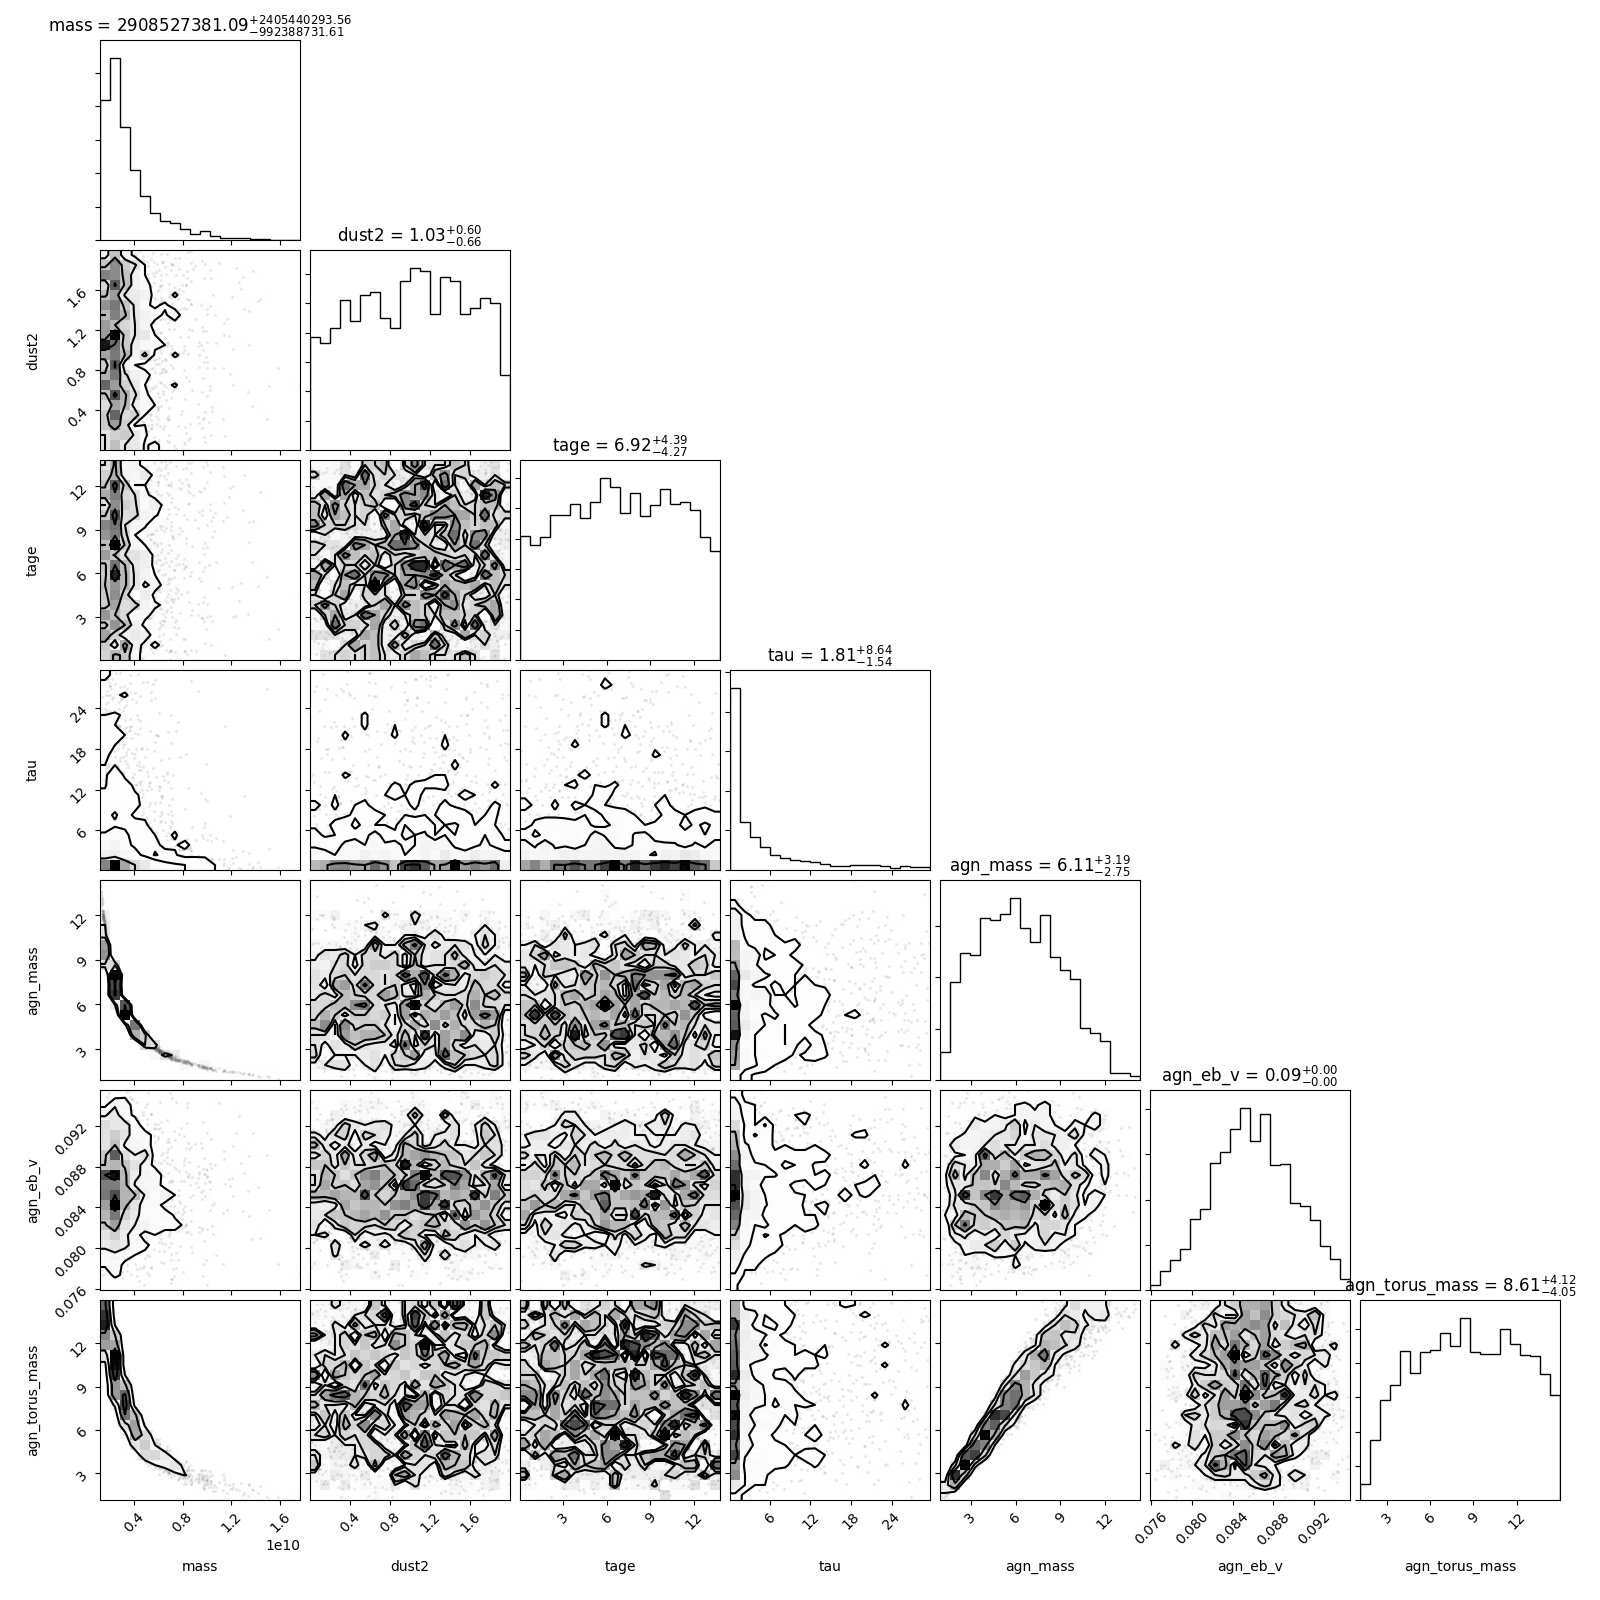 mass = 2908527381.09+2405440293.56−992388731.61
dust2 = 1.03+0.60−0.66
dust2
1.6
1.2
0.8
0.4
tage = 6.92+4.39−4.27
tage
12
9
6
3
tau = 1.81+8.64−1.54
tau
24
18
12
6
agn_mass = 6.11+3.19−2.75
agn_mass
12
9
6
3
agn_eb_v = 0.09+0.00−0.00
agn_eb_v
0.092
0.088
0.084
0.080
0.076
agn_torus_mass = 8.61+4.12−4.05
agn_torus_mass
12
9
6
3
0.4 0.8 1.2 1.6 0.4 0.8 1.2 1.6 3 6 9 12 6 12 18 24 3 6 9 12 0.076 0.080 0.084 0.088 0.092 3 6 9 12
1e10
mass dust2 tage tau agn_mass agn_eb_v agn_torus_mass